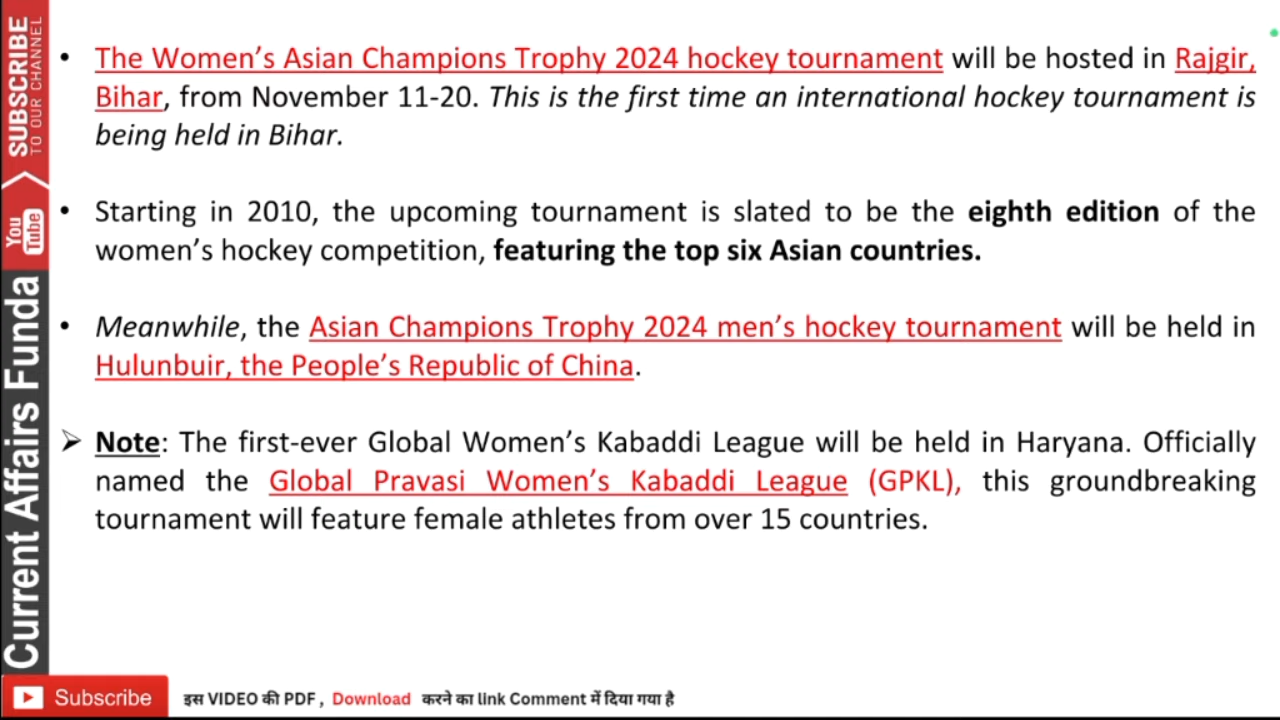 • The Women’s Asian Champions Trophy 2024 hockey tournament will be hosted in Rajgir,
Bihar, from November 11-20. This is the first time an international hockey tournament is
being held in Bihar.
• Starting in 2010, the upcoming tournament is slated to be the eighth edition of the
women’s hockey competition, featuring the top six Asian countries.
• Meanwhile, the Asian Champions Trophy 2024 men’s hockey tournament will be held in
Hulunbuir, the People’s Republic of China.
➢ Note: The first-ever Global Women’s Kabaddi League will be held in Haryana. Officially
named the Global Pravasi Women’s Kabaddi League (GPKL), this groundbreaking
tournament will feature female athletes from over 15 countries.
SUBSCRIBE
TO OUR CHANNEL
You
Tube
Current Affairs Funda
Subscribe
इस VIDEO की PDF , Download करने का link Comment में दिया गया है